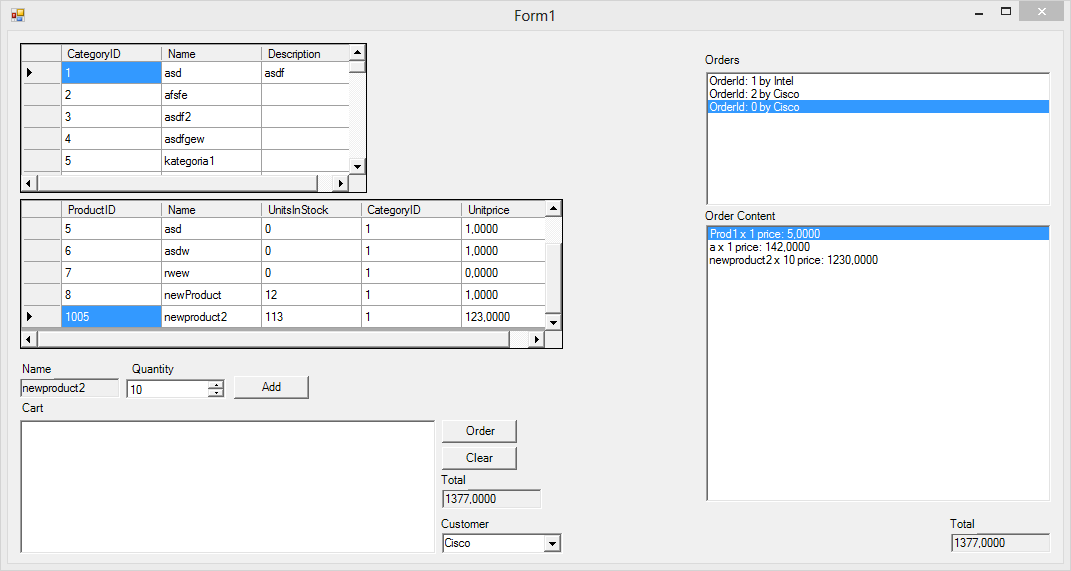 Form1
CategoryID Name Description
1 asd asdf
2 afsfe
3 asdf2
4 asdfgew
5 kategoria1
ProductID Name UnitsInStock CategoryID Unitprice
5 asd 0 1 1,0000
6 asdw 0 1 1,0000
7 rwew 0 1 0,0000
8 newProduct 12 1 1,0000
1005 newproduct2 113 1 123,0000
Name Quantity
newproduct2 10 Add
Cart
Order
Clear
Total
1377,0000
Customer
Cisco
Orders
OrderId: 1 by Intel
OrderId: 2 by Cisco
OrderId: 0 by Cisco
Order Content
Prod1 x 1 price: 5,0000
a x 1 price: 142,0000
newproduct2 x 10 price: 1230,0000
Total
1377,0000